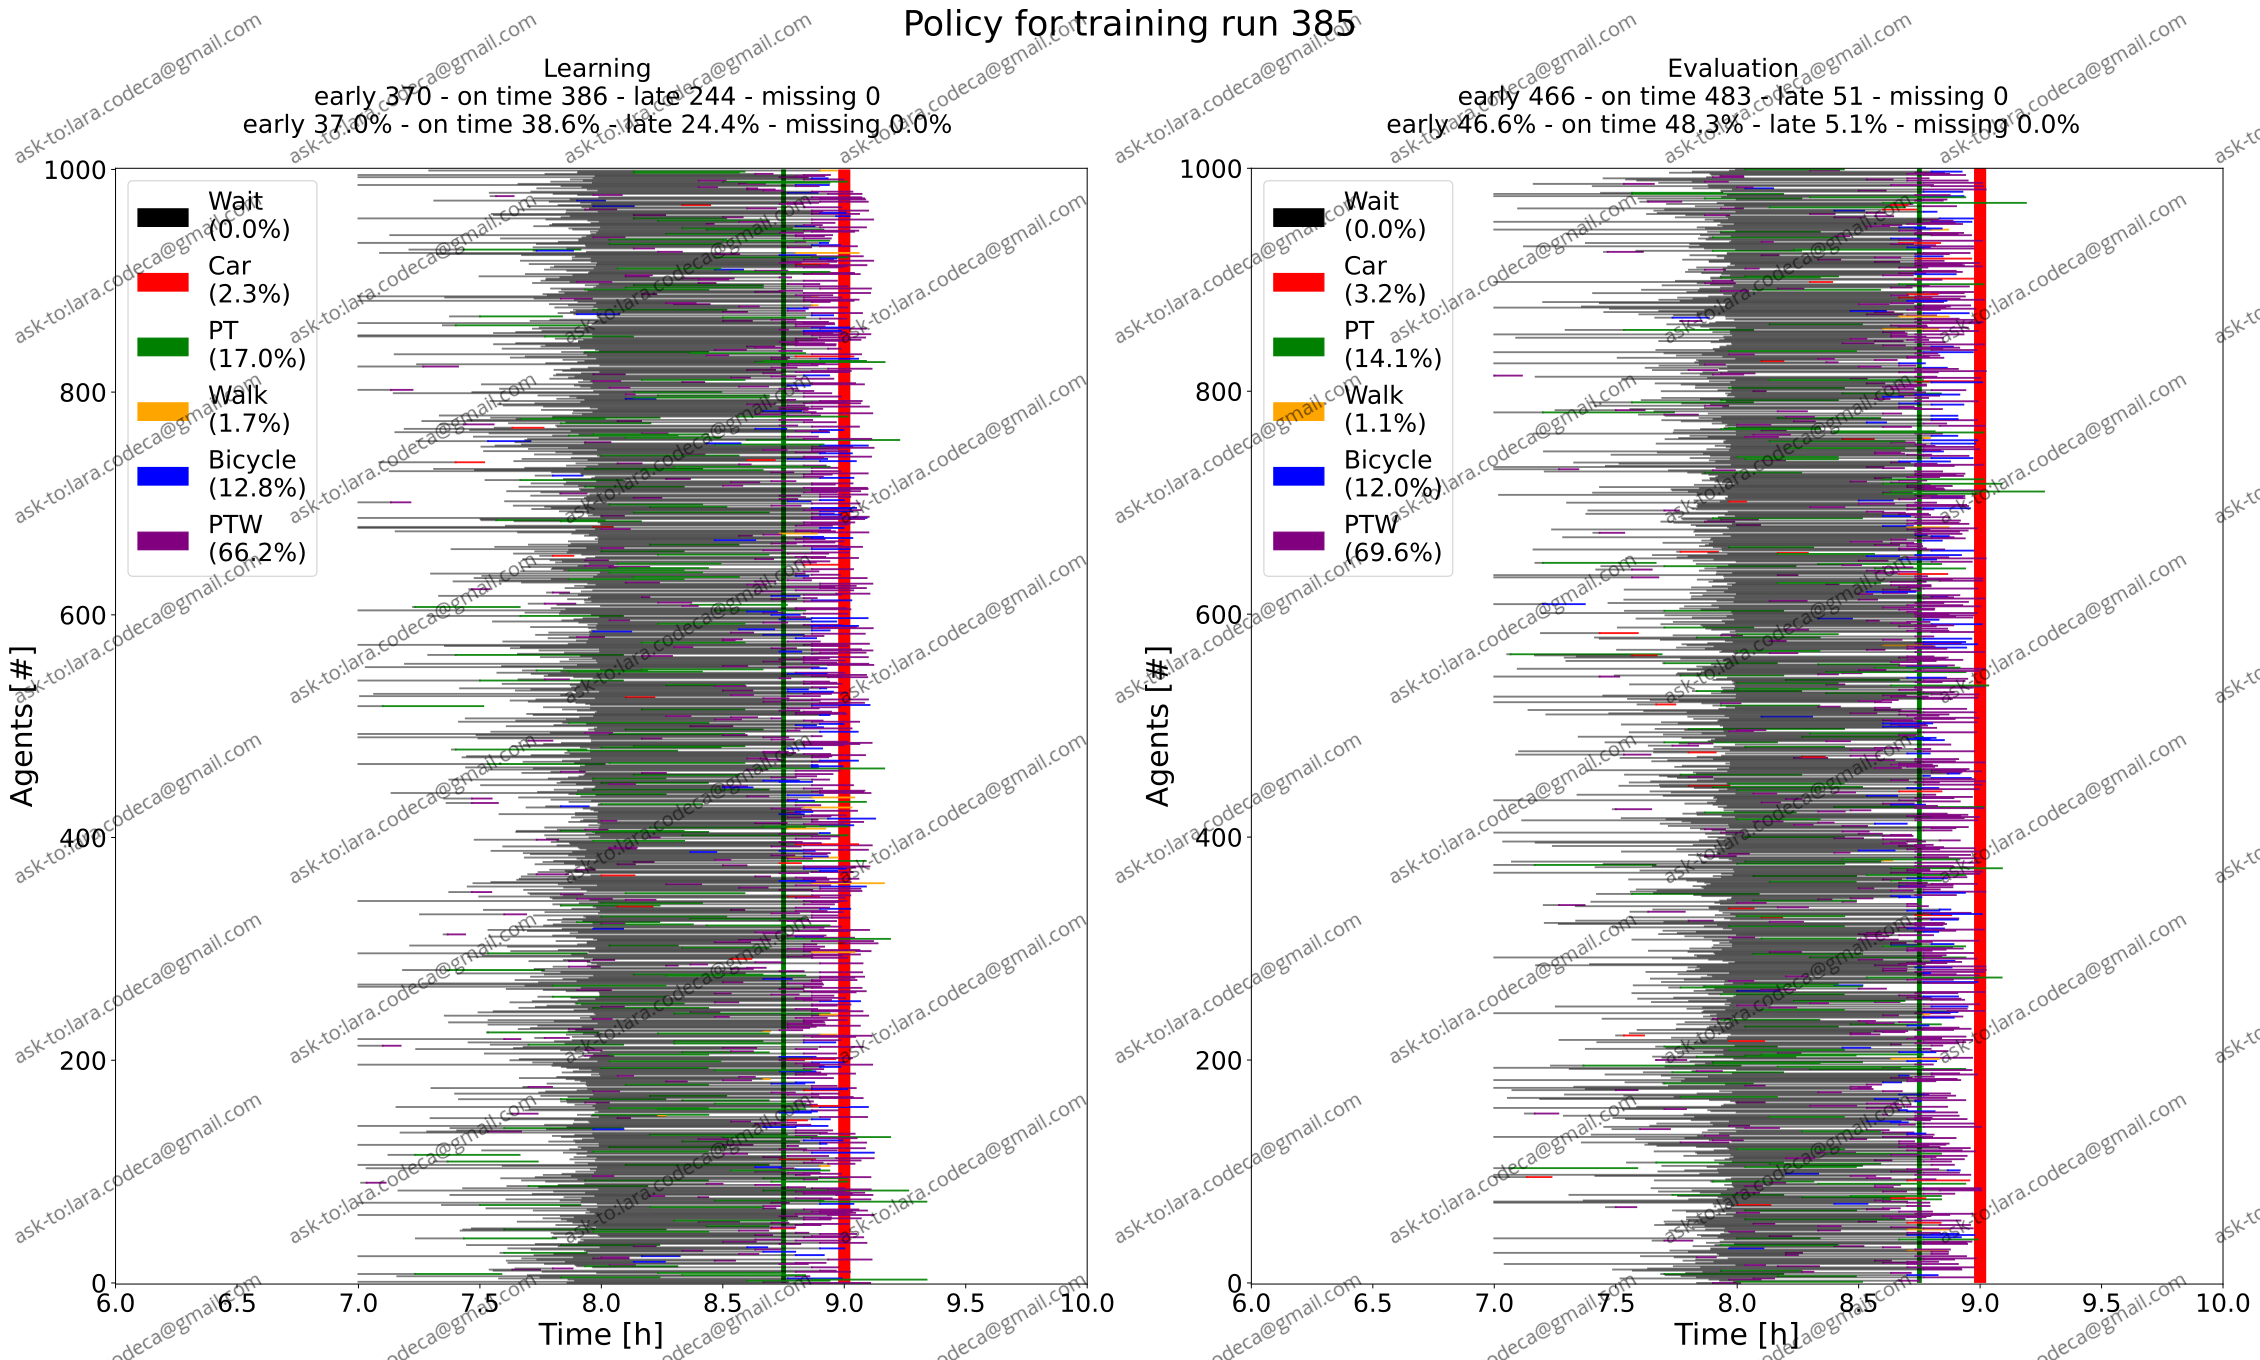 Policy for training run 385
Learning
early 370 - on time 386 - late 244 - missing 0
early 37.0% - on time 38.6% - late 24.4% - missing 0.0%
Evaluation
early 466 - on time 483 - late 51 - missing 0
early 46.6% - on time 48.3% - late 5.1% - missing 0.0%
Agents [#]
1000
800
600
400
200
0
Wait
(0.0%)
Car
(2.3%)
PT
(17.0%)
Walk
(1.7%)
Bicycle
(12.8%)
PTW
(66.2%)
6.0 6.5 7.0 7.5 8.0 8.5 9.0 9.5 10.0
Time [h]
Agents [#]
1000
800
600
400
200
0
Wait
(0.0%)
Car
(3.2%)
PT
(14.1%)
Walk
(1.1%)
Bicycle
(12.0%)
PTW
(69.6%)
6.0 6.5 7.0 7.5 8.0 8.5 9.0 9.5 10.0
Time [h]
ask-to:lara.codeca@gmail.com